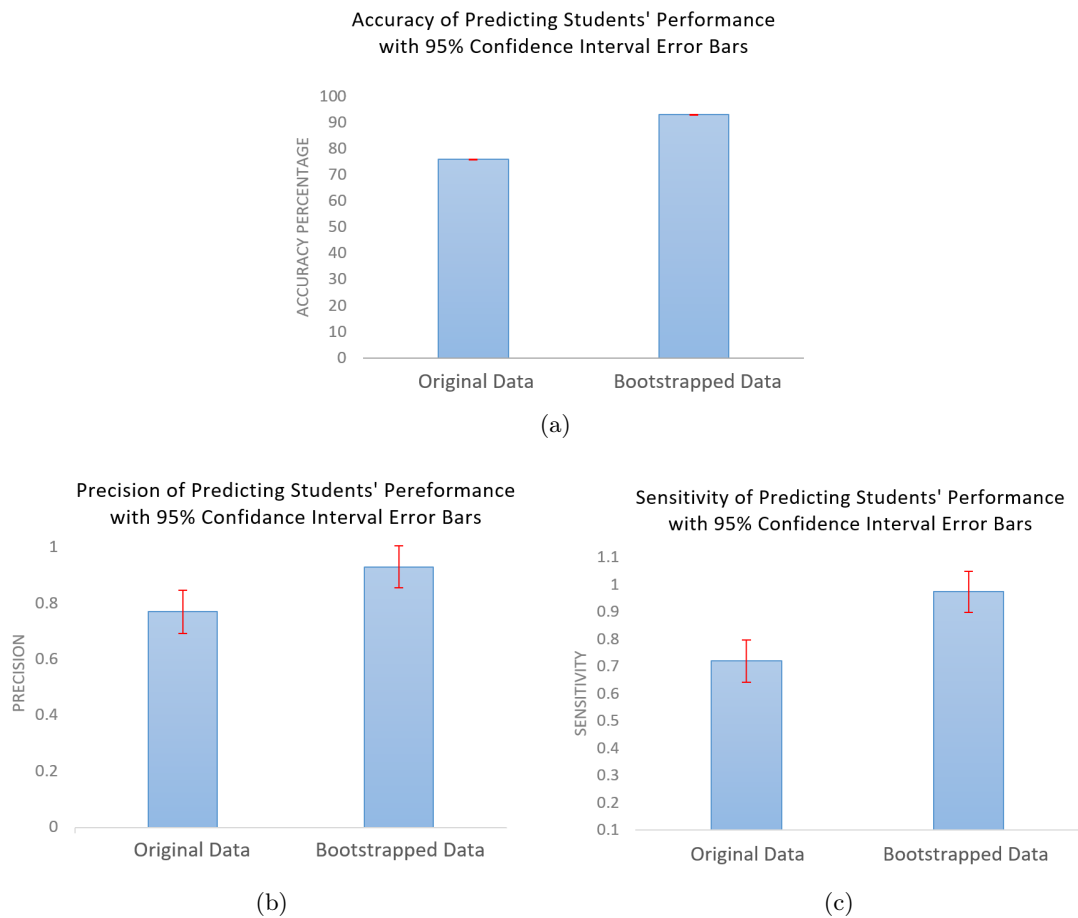 Accuracy of Predicting Students' Performance
with 95% Confidence Interval Error Bars
ACCURACY PERCENTAGE
100
90
80
70
60
50
40
30
20
10
0
Original Data
Bootstrapped Data
(a)
Precision of Predicting Students' Pereformance
with 95% Confidance Interval Error Bars
PRECISION
1
0.8
0.6
0.4
0.2
0
Original Data
Bootstrapped Data
(b)
Sensitivity of Predicting Students' Performance
with 95% Confidence Interval Error Bars
SENSITIVITY
1.1
1
0.9
0.8
0.7
0.6
0.5
0.4
0.3
0.2
0.1
Original Data
Bootstrapped Data
(c)